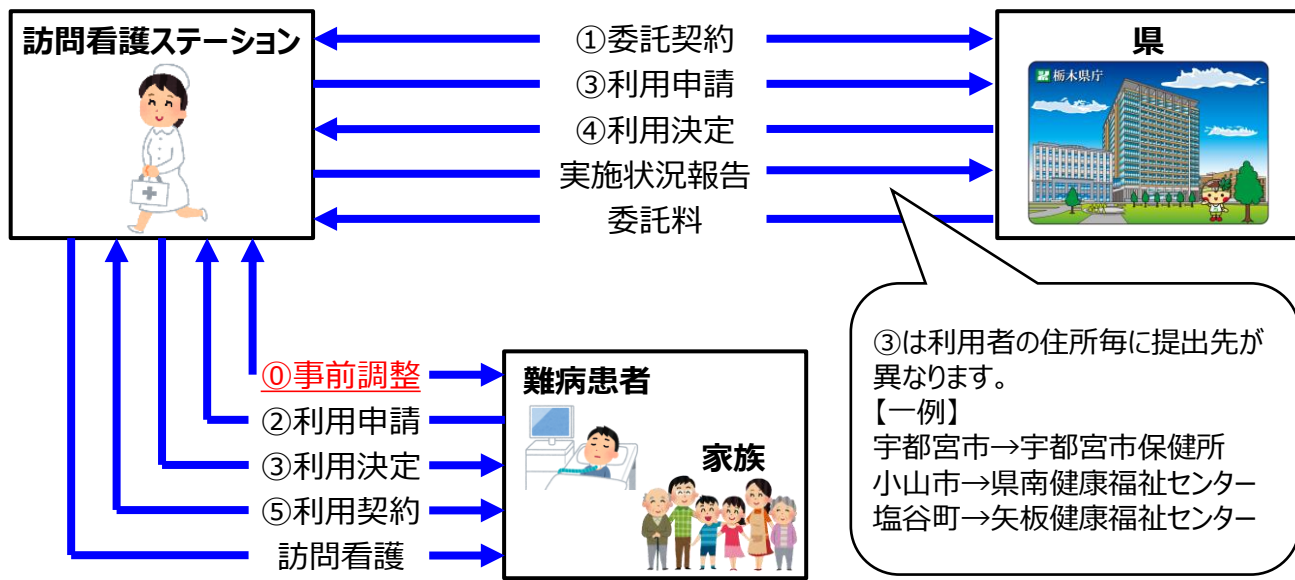 訪問看護ステーション
①委託契約
③利用申請
④利用決定
実施状況報告
委託料
県
栃木県庁
⓪事前調整
②利用申請
③利用決定
⑤利用契約
訪問看護
難病患者
家族
③は利用者の住所毎に提出先が
異なります。
【一例】
宇都宮市→宇都宮市保健所
小山市→県南健康福祉センター
塩谷町→矢板健康福祉センター